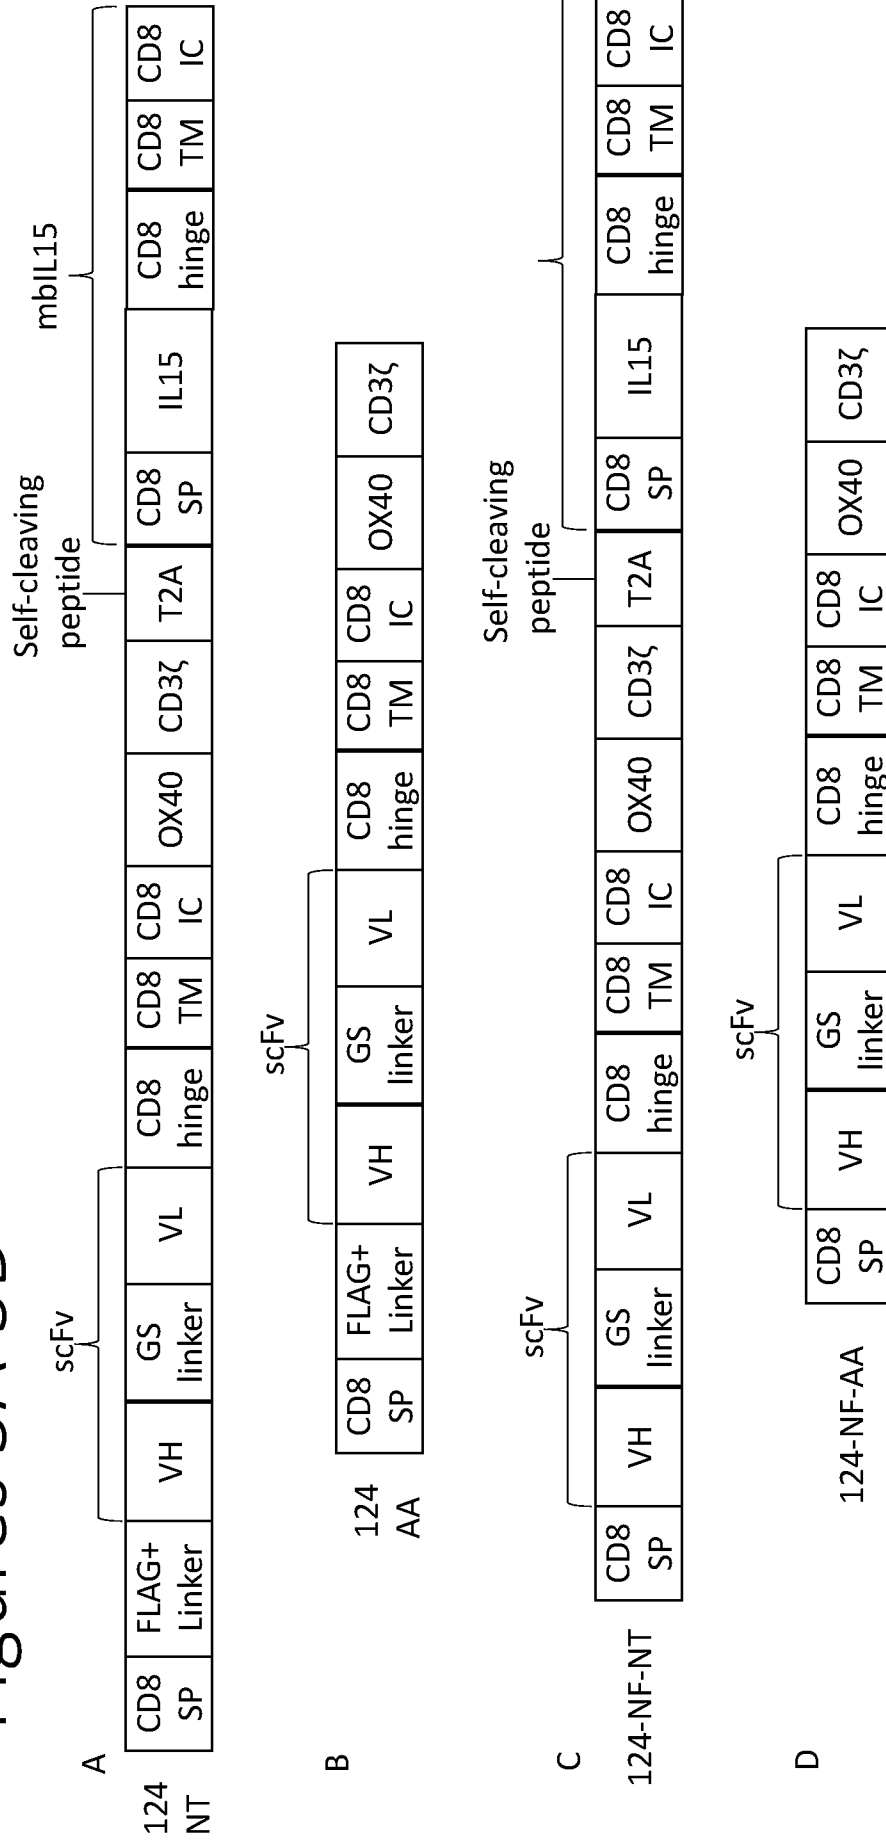 Figures
A
scFv
Self-cleaving
peptide
mbIL15
124
NT
CD8
SP
FLAG+
Linker
VH
GS
linker
VL
CD8
hinge
CD8
TM
CD8
IC
OX40
CD3ζ
T2A
CD8
SP
IL15
CD8
hinge
CD8
TM
CD8
IC
B
scFv
124
AA
CD8
SP
FLAG+
Linker
VH
GS
linker
VL
CD8
hinge
CD8
TM
CD8
IC
OX40
CD3ζ
C
scFv
Self-cleaving
peptide
124-NF-NT
CD8
SP
VH
GS
linker
VL
CD8
hinge
CD8
TM
CD8
IC
OX40
CD3ζ
T2A
CD8
SP
IL15
CD8
hinge
CD8
TM
CD8
IC
D
scFv
124-NF-AA
CD8
SP
VH
GS
linker
VL
CD8
hinge
CD8
TM
CD8
IC
OX40
CD3ζ